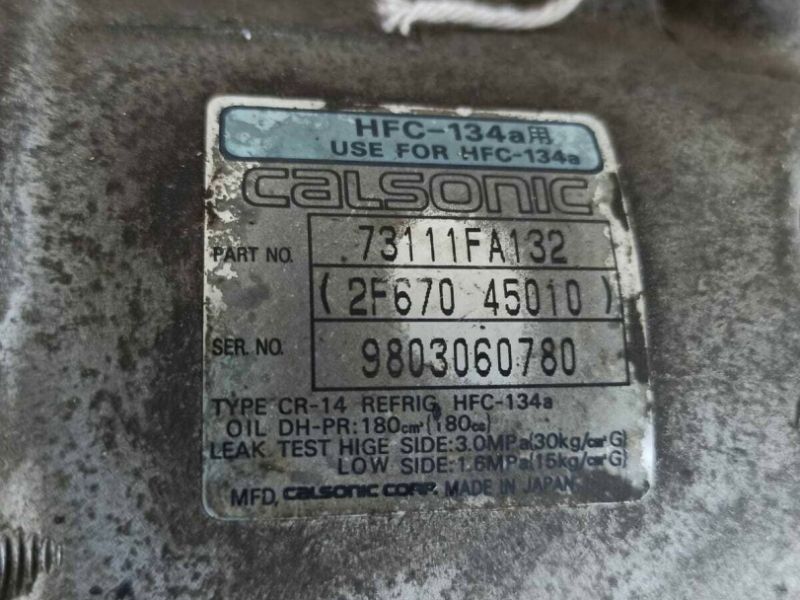 HFC-134a用
USE FOR HFC-134a
CALSONIC
PART NO. 73111FA132
(2F670 45010)
SER. NO. 9803060780
TYPE CR-14 REFRIG, HFC-134a
OIL DH-PR:180cm³(180cc)
LEAK TEST HIGE SIDE:3.0MPa(30kg/cm²G)
LOW SIDE:1.6MPa(15kg/cm²G)
MFD, CALSONIC CORP. MADE IN JAPAN